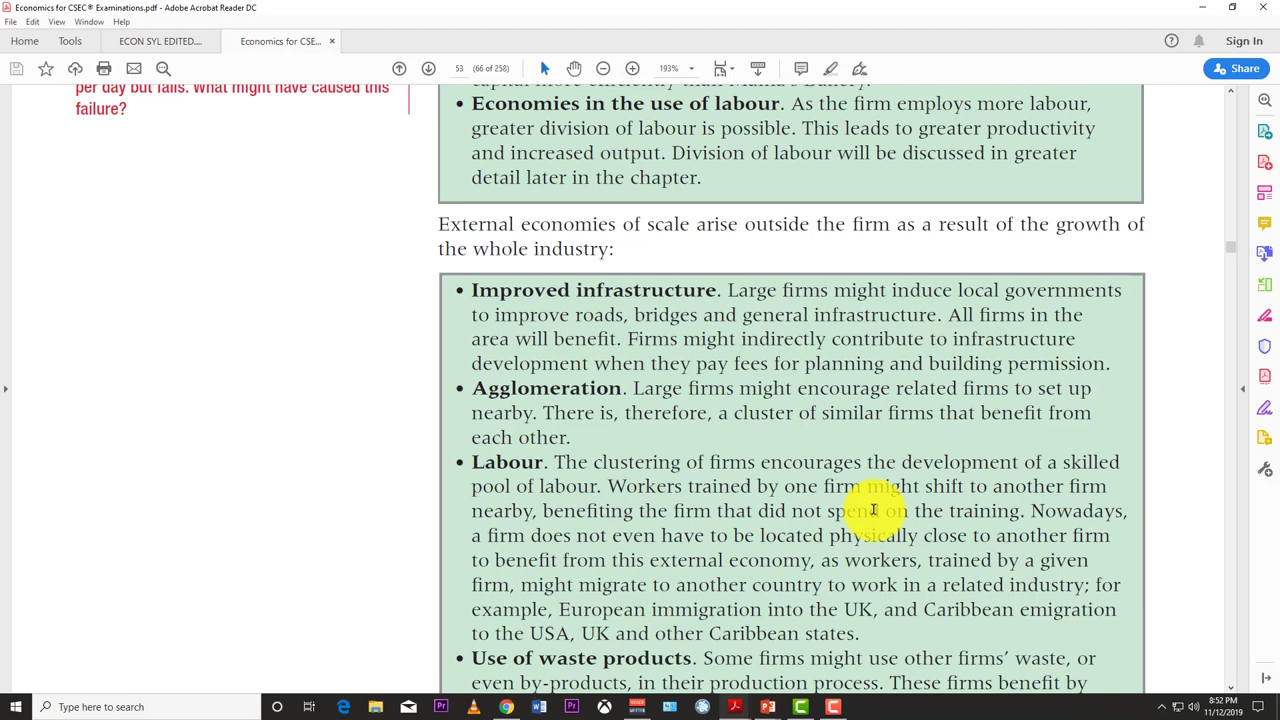 Economics for CSEC® Examinations.pdf - Adobe Acrobat Reader DC
File Edit View Window Help
Home Tools ECON SYL EDITED.... Economics for CSE... × Sign In
53 (66 of 258) 193% Share
per day but fails. What might have caused this
failure?
• Economies in the use of labour. As the firm employs more labour,
greater division of labour is possible. This leads to greater productivity
and increased output. Division of labour will be discussed in greater
detail later in the chapter.
External economies of scale arise outside the firm as a result of the growth of
the whole industry:
• Improved infrastructure. Large firms might induce local governments
to improve roads, bridges and general infrastructure. All firms in the
area will benefit. Firms might indirectly contribute to infrastructure
development when they pay fees for planning and building permission.
• Agglomeration. Large firms might encourage related firms to set up
nearby. There is, therefore, a cluster of similar firms that benefit from
each other.
• Labour. The clustering of firms encourages the development of a skilled
pool of labour. Workers trained by one firm might shift to another firm
nearby, benefiting the firm that did not spend on the training. Nowadays,
a firm does not even have to be located physically close to another firm
to benefit from this external economy, as workers, trained by a given
firm, might migrate to another country to work in a related industry; for
example, European immigration into the UK, and Caribbean emigration
to the USA, UK and other Caribbean states.
• Use of waste products. Some firms might use other firms' waste, or
even by-products, in their production process. These firms benefit by
Type here to search
8:52 PM
11/12/2019